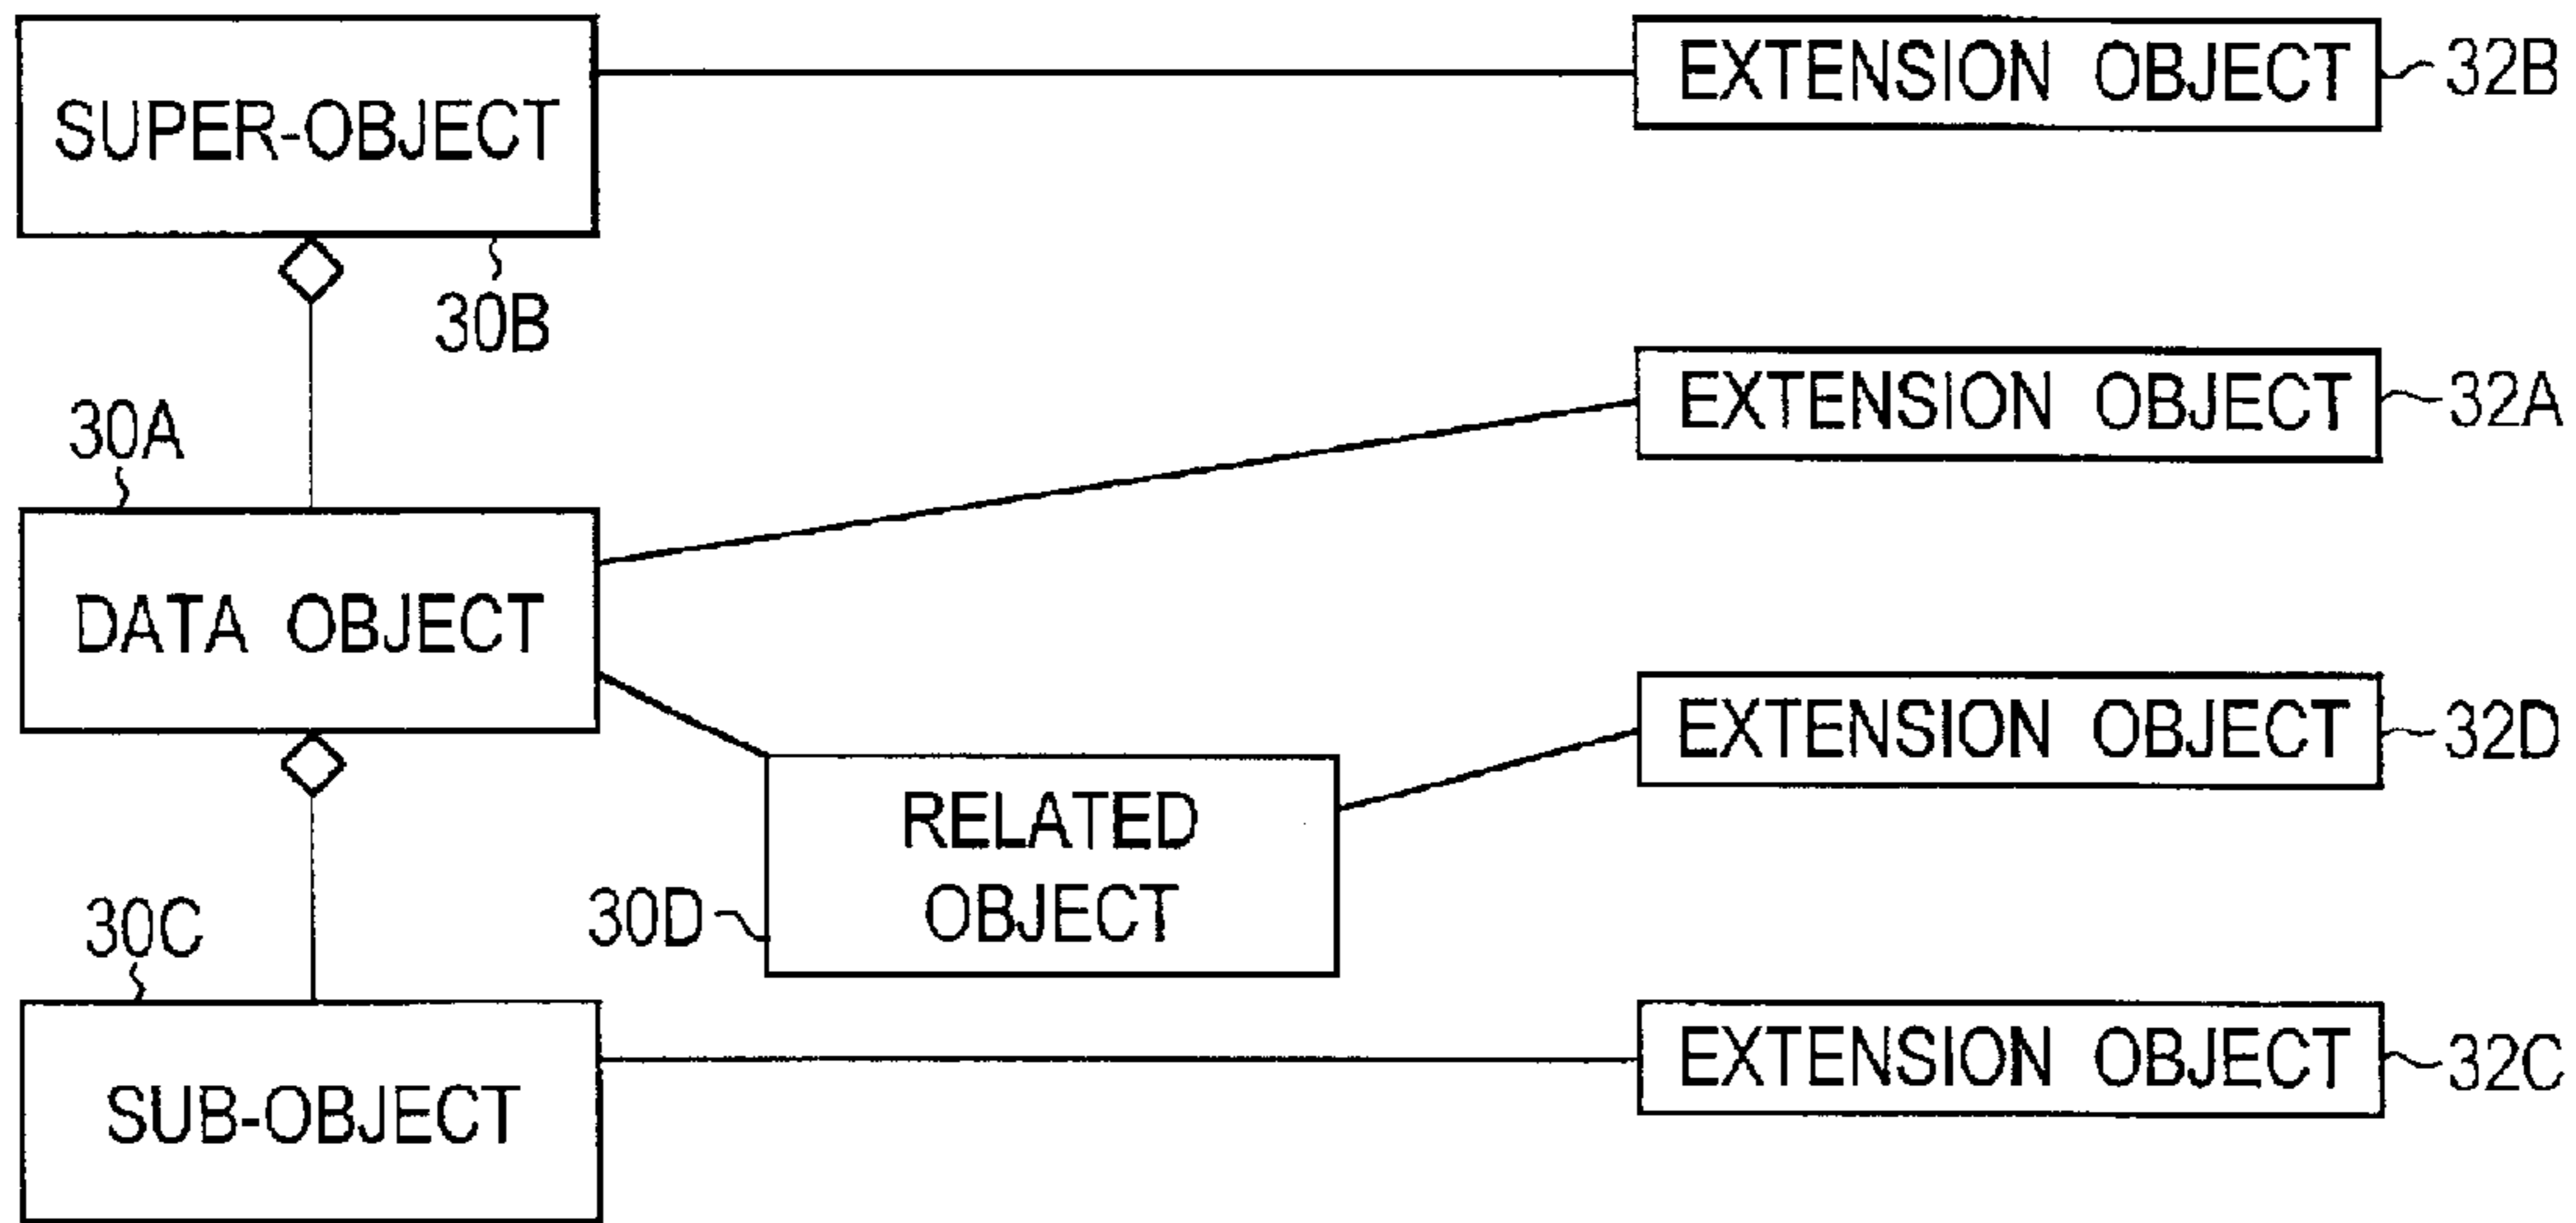 SUPER-OBJECT
EXTENSION OBJECT
32B
30B
30A
EXTENSION OBJECT
32A
DATA OBJECT
EXTENSION OBJECT
32D
RELATED
OBJECT
30D
30C
SUB-OBJECT
EXTENSION OBJECT
32C